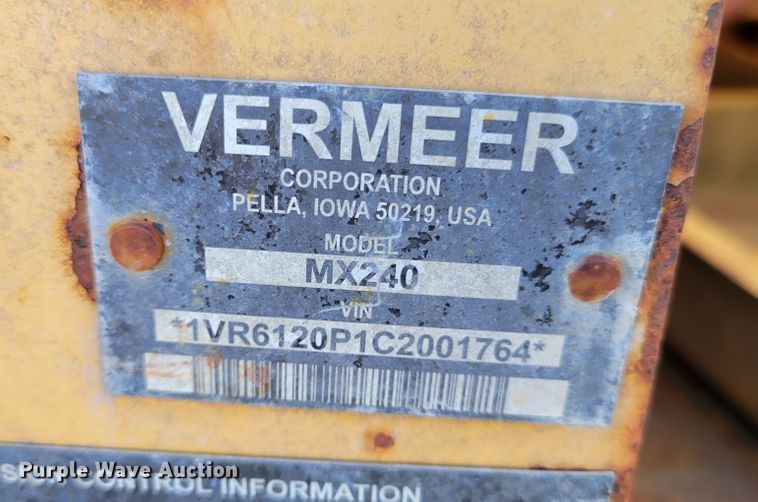 VERMEER
CORPORATION
PELLA, IOWA 50219, USA
MODEL
MX240
VIN
*1VR6120P1C2001764*
Purple Wave Auction
CONTROL INFORMATION